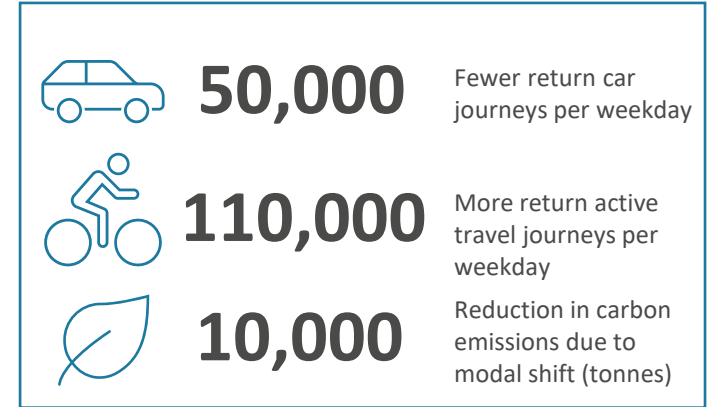 50,000
Fewer return car
journeys per weekday
110,000
More return active
travel journeys per
weekday
10,000
Reduction in carbon
emissions due to
modal shift (tonnes)